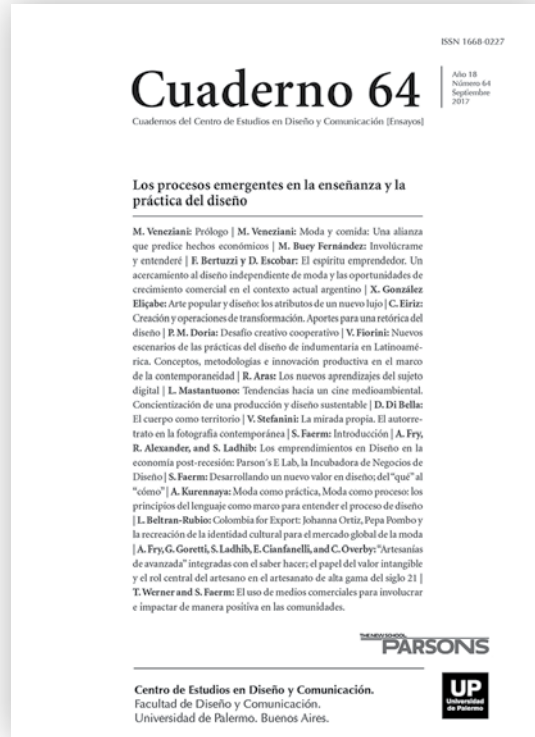 ISSN 1668-0227
Cuaderno 64
Año 18
Número 64
Septiembre
2017
Cuadernos del Centro de Estudios en Diseño y Comunicación [Ensayos]
Los procesos emergentes en la enseñanza y la
práctica del diseño
M. Veneziani: Prólogo | M. Veneziani: Moda y comida: Una alianza
que predice hechos económicos | M. Buey Fernández: Involúcrame
y entenderé | F. Bertuzzi y D. Escobar: El espíritu emprendedor. Un
acercamiento al diseño independiente de moda y las oportunidades de
crecimiento comercial en el contexto actual argentino | X. González
Eliçabe: Arte popular y diseño: los atributos de un nuevo lujo | C. Eiriz:
Creación y operaciones de transformación. Aportes para una retórica del
diseño | P. M. Doria: Desafío creativo cooperativo | V. Fiorini: Nuevos
escenarios de las prácticas del diseño de indumentaria en Latinoamé-
rica. Conceptos, metodologías e innovación productiva en el marco
de la contemporaneidad | R. Aras: Los nuevos aprendizajes del sujeto
digital | L. Mastantuono: Tendencias hacia un cine medioambiental.
Concientización de una producción y diseño sustentable | D. Di Bella:
El cuerpo como territorio | V. Stefanini: La mirada propia. El autorre-
trato en la fotografía contemporánea | S. Faerm: Introducción | A. Fry,
R. Alexander, and S. Ladhib: Los emprendimientos en Diseño en la
economía post-recesión: Parson´s E Lab, la Incubadora de Negocios de
Diseño | S. Faerm: Desarrollando un nuevo valor en diseño; del "qué" al
"cómo" | A. Kurennaya: Moda como práctica, Moda como proceso: los
principios del lenguaje como marco para entender el proceso de diseño
| L. Beltran-Rubio: Colombia for Export: Johanna Ortiz, Pepa Pombo y
la recreación de la identidad cultural para el mercado global de la moda
| A. Fry, G. Goretti, S. Ladhib, E. Cianfanelli, and C. Overby: "Artesanías
de avanzada" integradas con el saber hacer; el papel del valor intangible
y el rol central del artesano en el artesanato de alta gama del siglo 21 |
T. Werner and S. Faerm: El uso de medios comerciales para involucrar
e impactar de manera positiva en las comunidades.
THE NEW SCHOOL
PARSONS
Centro de Estudios en Diseño y Comunicación.
Facultad de Diseño y Comunicación.
Universidad de Palermo. Buenos Aires.
UP
Universidad
de Palermo